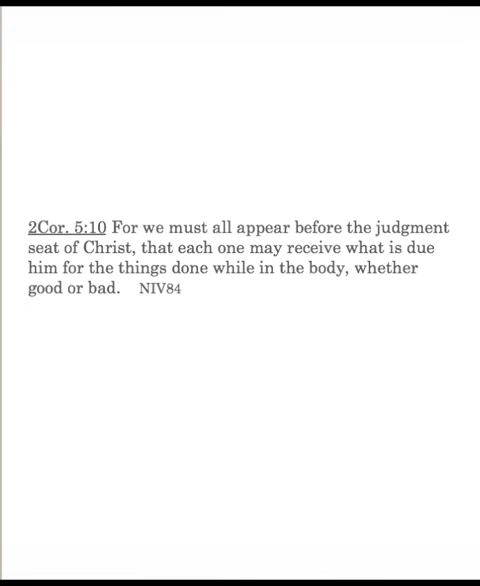 2Cor. 5:10 For we must all appear before the judgment
seat of Christ, that each one may receive what is due
him for the things done while in the body, whether
good or bad. NIV84